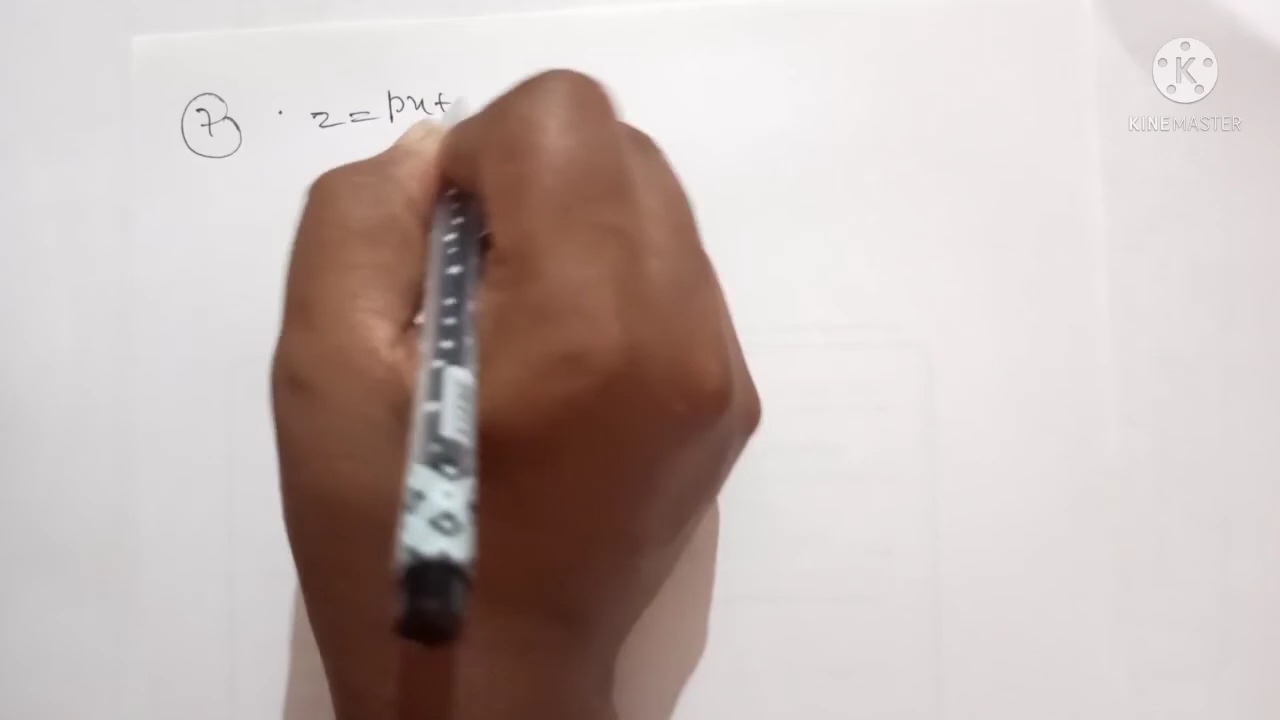 7 . z = px +
K
KINEMASTER